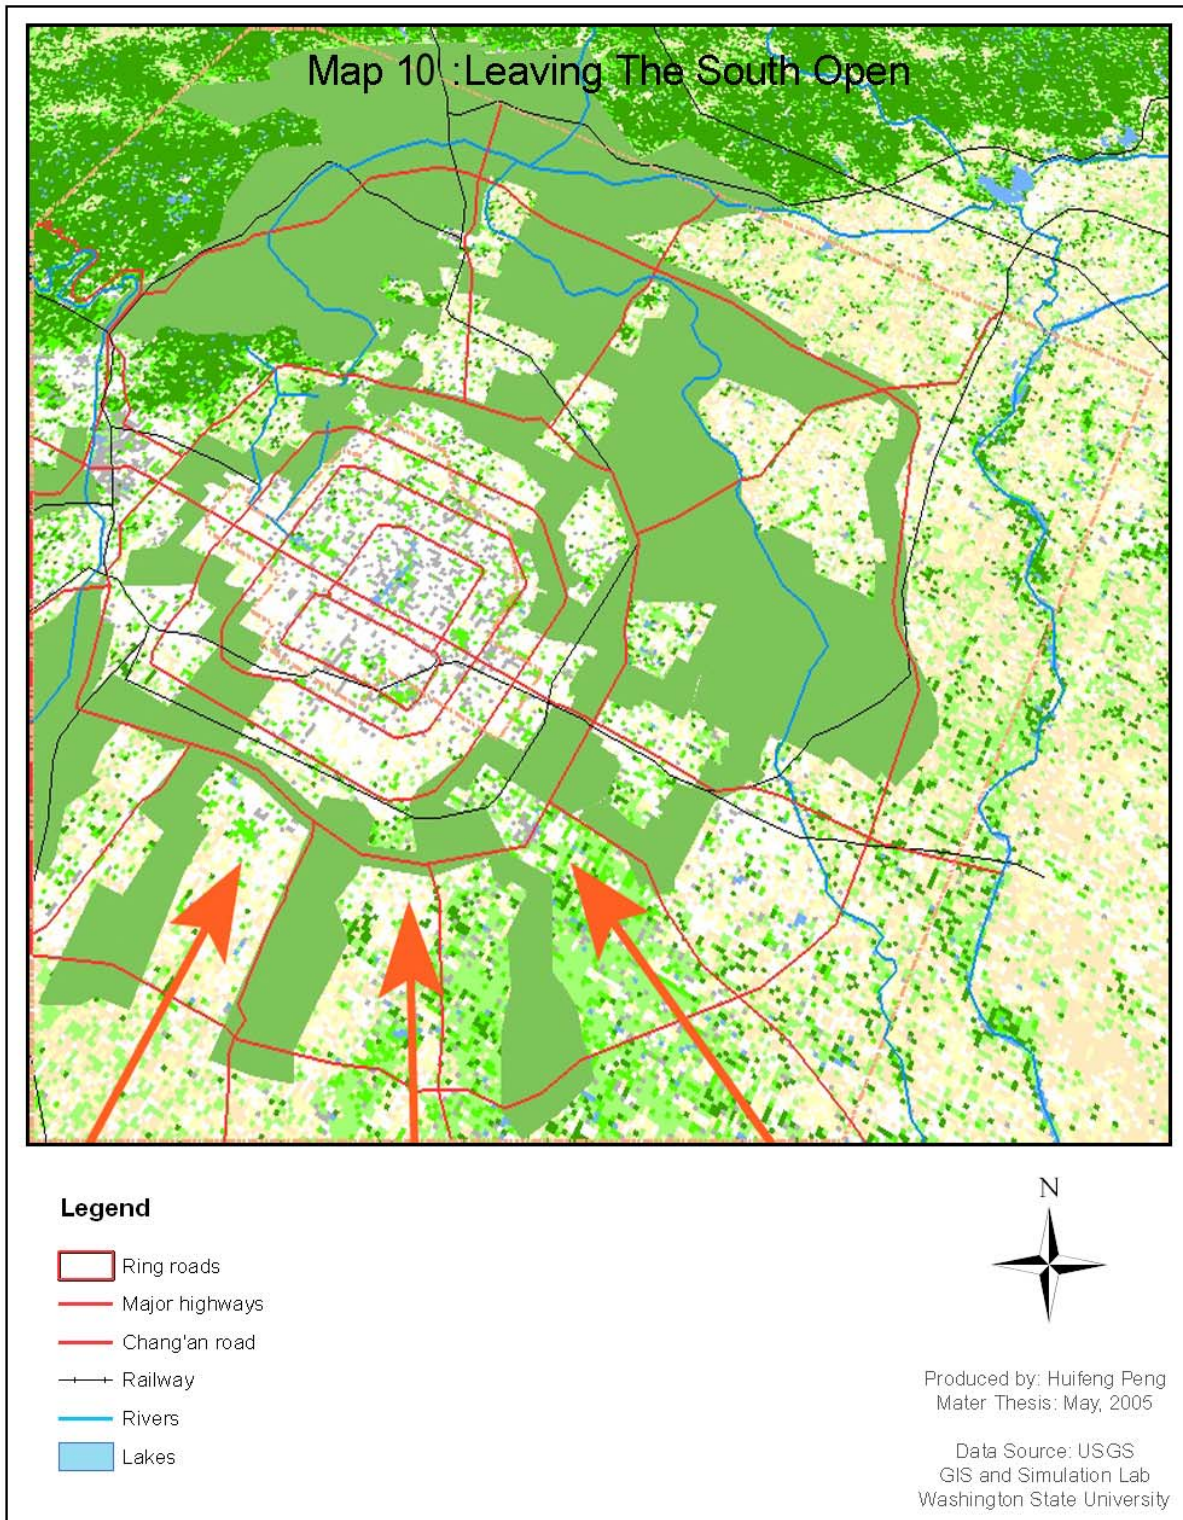 Map 10 :Leaving The South Open
Legend
Ring roads
Major highways
Chang'an road
Railway
Rivers
Lakes
N
Produced by: Huifeng Peng
Mater Thesis: May, 2005
Data Source: USGS
GIS and Simulation Lab
Washington State University